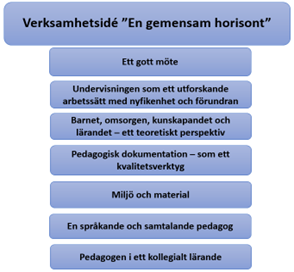 Verksamhetsidé ”En gemensam horisont”
Ett gott möte
Undervisningen som ett utforskande
arbetssätt med nyfikenhet och förundran
Barnet, omsorgen, kunskapandet och
lärandet – ett teoretiskt perspektiv
Pedagogisk dokumentation – som ett
kvalitetsverktyg
Miljö och material
En språkande och samtalande pedagog
Pedagogen i ett kollegialt lärande